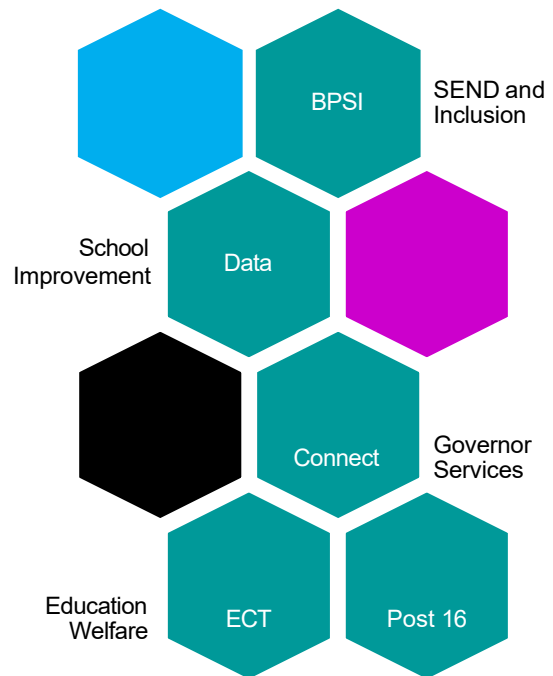 BPSI
SEND and
Inclusion
School
Improvement
Data
Connect
Governor
Services
Education
Welfare
ECT
Post 16